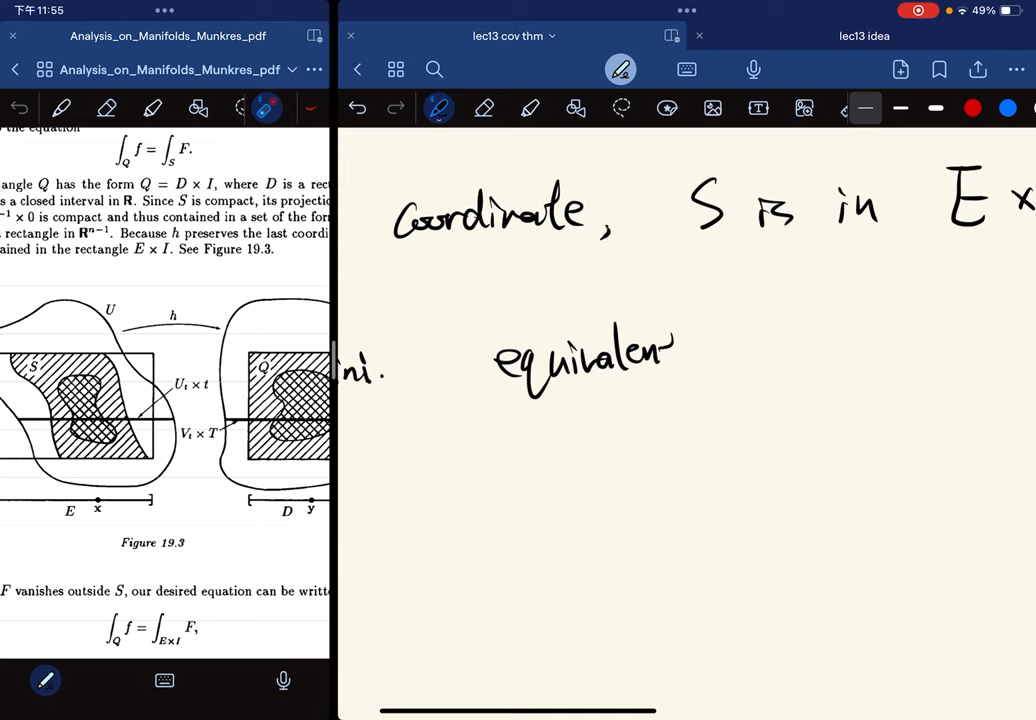 下午11:55
49%
Analysis_on_Manifolds_Munkres_pdf
lec13 cov thm
lec13 idea
Analysis_on_Manifolds_Munkres_pdf
the equation
∫_Q f = ∫_S F.
angle Q has the form Q = D × I, where D is a rec
s a closed interval in R. Since S is compact, its projectio
⁻¹ × 0 is compact and thus contained in a set of the for
rectangle in Rⁿ⁻¹. Because h preserves the last coordi
ained in the rectangle E × I. See Figure 19.3.
U
h
S
Q
U_t × t
V_t × T
E
x
D
y
Figure 19.3
F vanishes outside S, our desired equation can be writt
∫_Q f = ∫_{E×I} F,
coordinate, S is in E ×
ni. equivalen